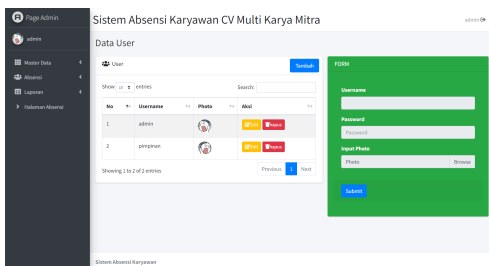 Page Admin
Sistem Absensi Karyawan CV Multi Karya Mitra
admin
admin
Data User
Master Data
Absensi
Laporan
Halaman Absensi
User
Tambah
Show 10 entries
Search:
No Username Photo Aksi
1 admin Edit Hapus
2 pimpinan Edit Hapus
Showing 1 to 2 of 2 entries
Previous 1 Next
FORM
Username
Password
Password
Input Photo
Photo Browse
Submit
Sistem Absensi Karyawan